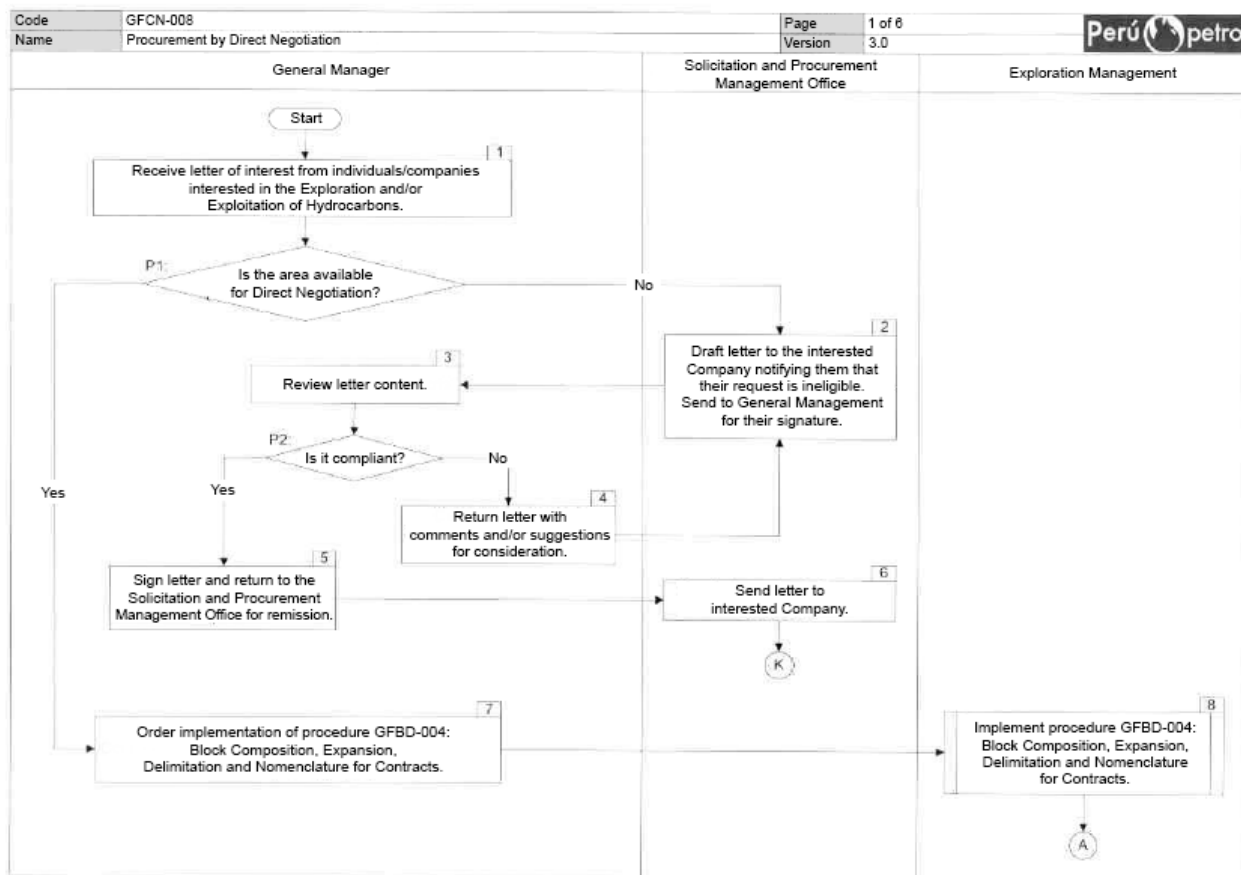 Code GFCN-008 Page 1 of 6
Name Procurement by Direct Negotiation Version 3.0
Perú petro
General Manager
Solicitation and Procurement
Management Office
Exploration Management
Start
1
Receive letter of interest from individuals/companies
interested in the Exploration and/or
Exploitation of Hydrocarbons.
P1:
Is the area available
for Direct Negotiation?
No
2
Draft letter to the interested
Company notifying them that
their request is ineligible.
Send to General Management
for their signature.
3
Review letter content.
P2:
Is it compliant?
No
Yes
Yes
4
Return letter with
comments and/or suggestions
for consideration.
5
Sign letter and return to the
Solicitation and Procurement
Management Office for remission.
6
Send letter to
interested Company.
K
7
Order implementation of procedure GFBD-004:
Block Composition, Expansion,
Delimitation and Nomenclature for Contracts.
8
Implement procedure GFBD-004:
Block Composition, Expansion,
Delimitation and Nomenclature
for Contracts.
A